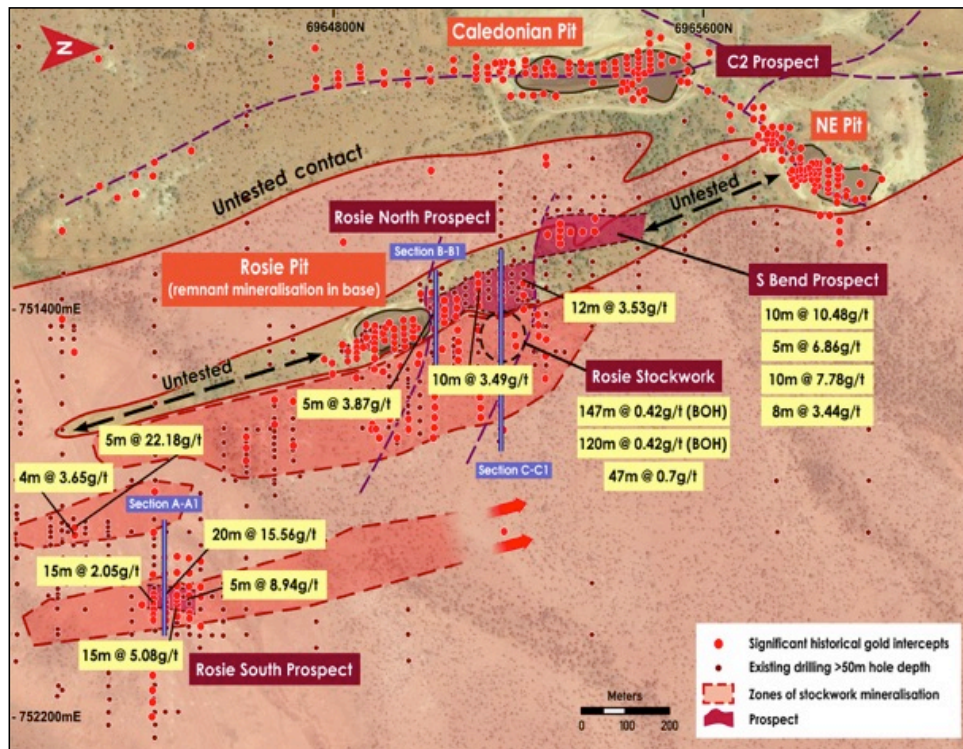 6964800N
6965600N
N
Caledonian Pit
C2 Prospect
NE Pit
Untested contact
Untested
Rosie North Prospect
Section B-B1
Rosie Pit
(remnant mineralisation in base)
S Bend Prospect
10m @ 10.48g/t
5m @ 6.86g/t
10m @ 7.78g/t
8m @ 3.44g/t
- 751400mE
12m @ 3.53g/t
Untested
5m @ 3.87g/t
10m @ 3.49g/t
Rosie Stockwork
147m @ 0.42g/t (BOH)
120m @ 0.42g/t (BOH)
47m @ 0.7g/t
5m @ 22.18g/t
4m @ 3.65g/t
Section C-C1
Section A-A1
20m @ 15.56g/t
15m @ 2.05g/t
5m @ 8.94g/t
15m @ 5.08g/t
Rosie South Prospect
- 752200mE
Meters
0 100 200
Significant historical gold intercepts
Existing drilling >50m hole depth
Zones of stockwork mineralisation
Prospect